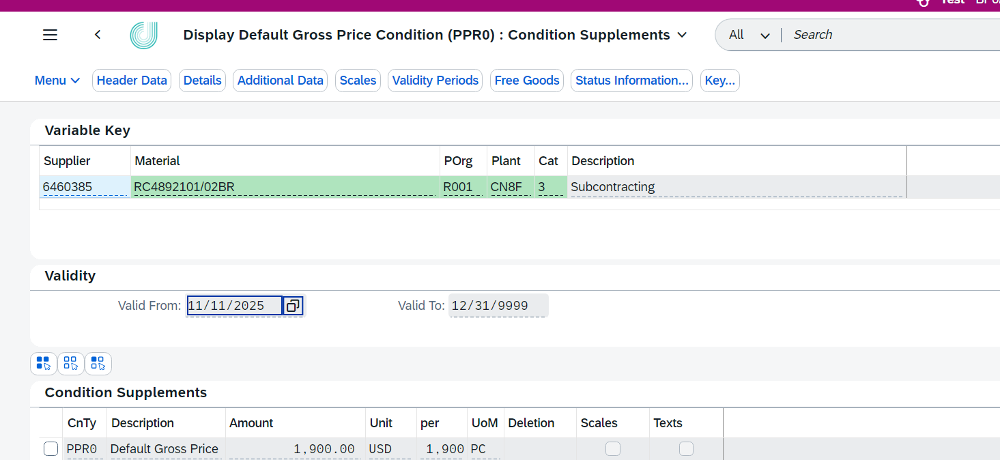 Test
Display Default Gross Price Condition (PPR0) : Condition Supplements
All Search
Menu Header Data Details Additional Data Scales Validity Periods Free Goods Status Information... Key...
Variable Key
Supplier Material POrg Plant Cat Description
6460385 RC4892101/02BR R001 CN8F 3 Subcontracting
Validity
Valid From: 11/11/2025 Valid To: 12/31/9999
Condition Supplements
CnTy Description Amount Unit per UoM Deletion Scales Texts
PPR0 Default Gross Price 1,900.00 USD 1,900 PC